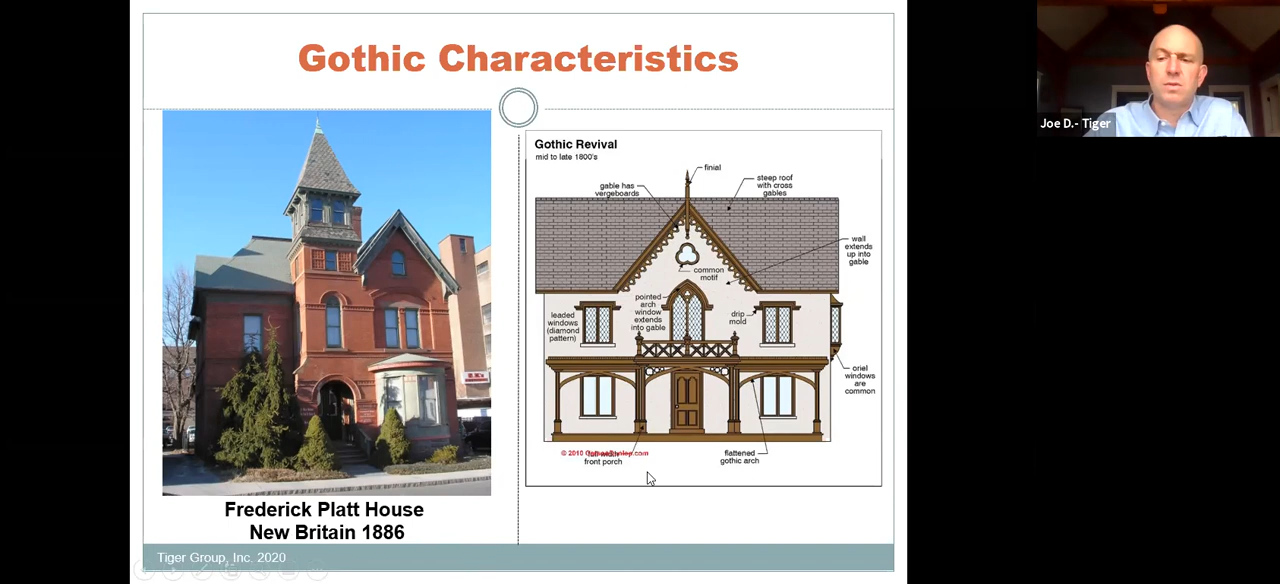 Gothic Characteristics
Joe D.- Tiger
Gothic Revival
mid to late 1800's
finial
gable has
vergeboards
steep roof
with cross
gables
wall
extends
up into
gable
common
motif
pointed
arch
window
extends
into gable
leaded
windows
(diamond
pattern)
drip
mold
oriel
windows
are
common
© 2010
.com
front porch
flattened
gothic arch
Frederick Platt House
New Britain 1886
Tiger Group, Inc. 2020